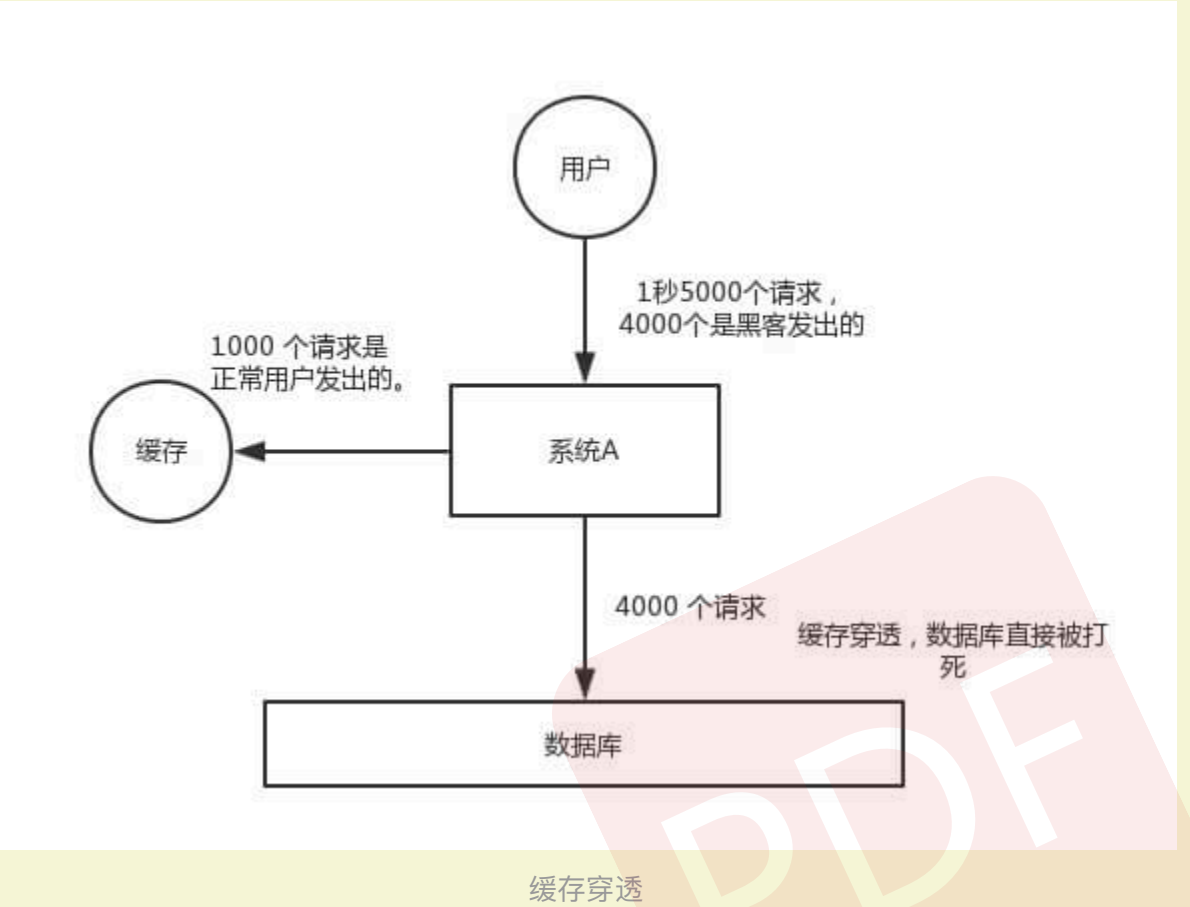 用户
1秒5000个请求，
4000个是黑客发出的
1000 个请求是
正常用户发出的。
缓存
系统A
4000 个请求
缓存穿透，数据库直接被打
死
数据库
PDF
缓存穿透